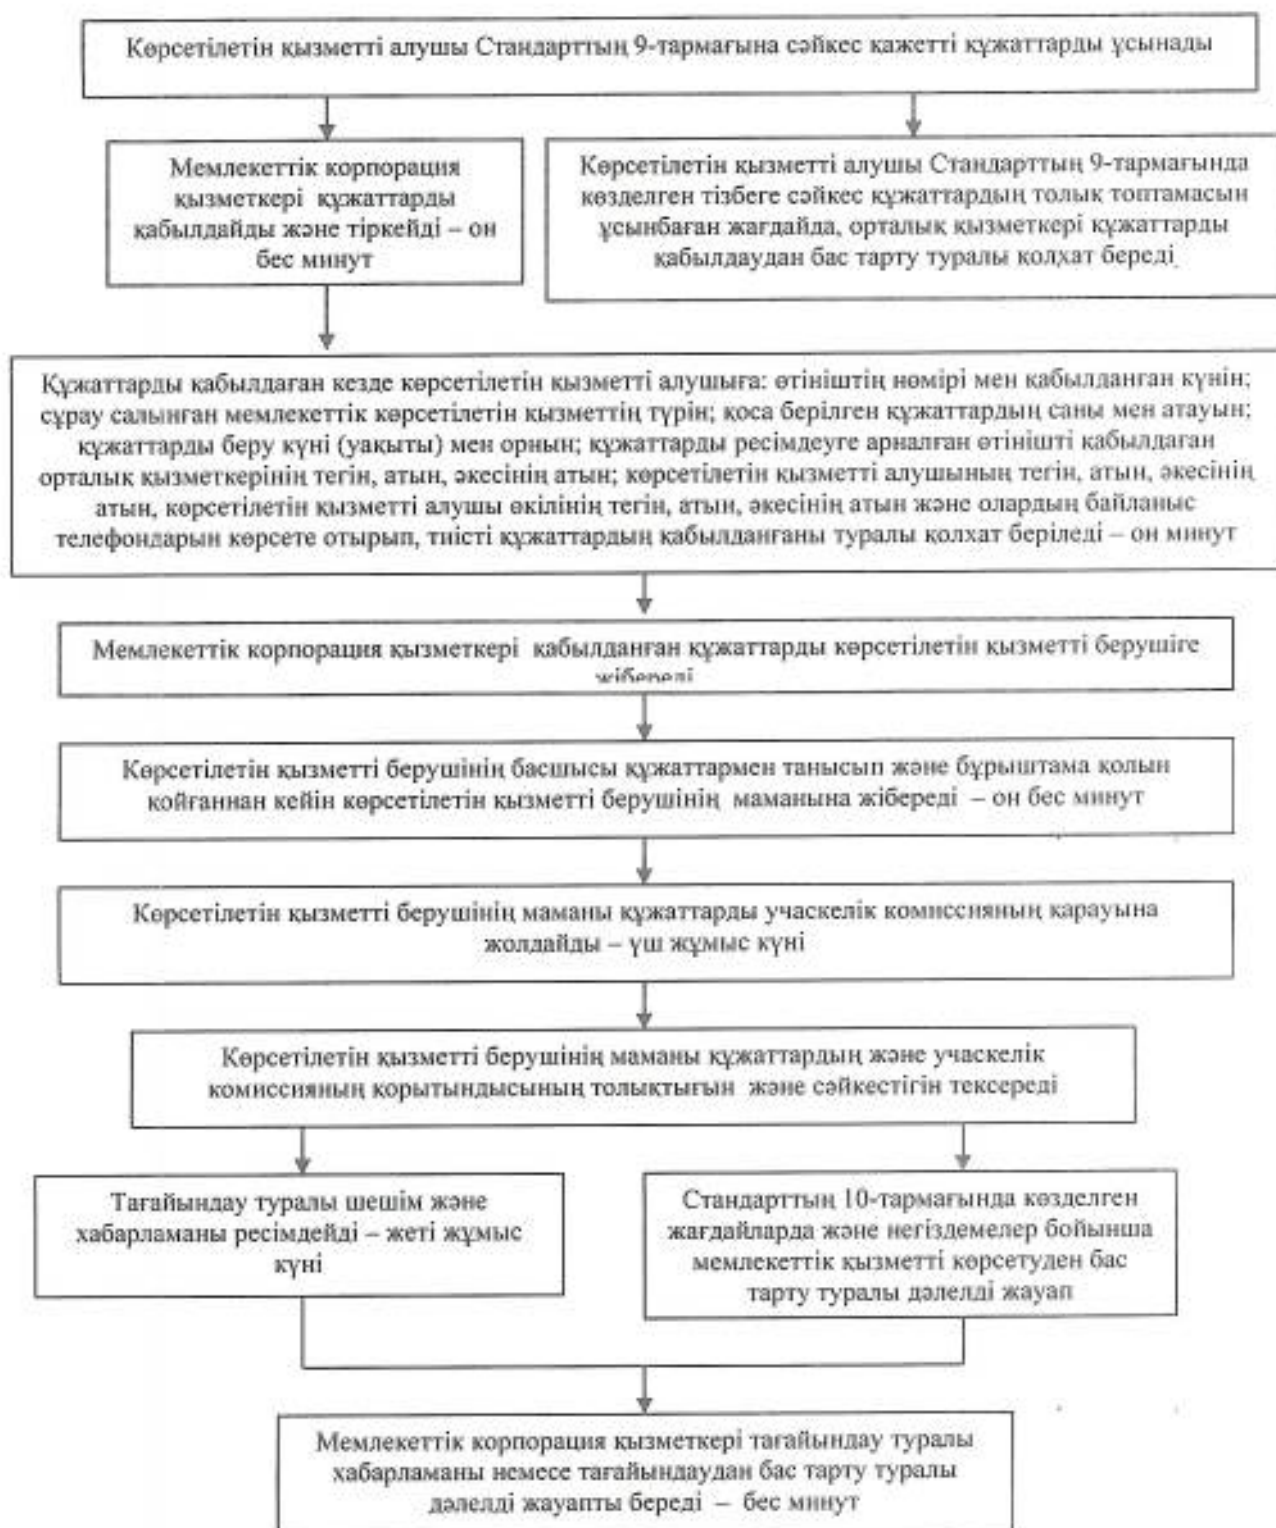 Көрсетілетін қызметті алушы Стандарттың 9-тармағына сәйкес қажетті құжаттарды ұсынады
Мемлекеттік корпорация
қызметкері құжаттарды
қабылдайды және тіркейді – он
бес минут
Көрсетілетін қызметті алушы Стандарттың 9-тармағында
көзделген тізбеге сәйкес құжаттардың толық топтамасын
ұсынбаған жағдайда, орталық қызметкері құжаттарды
қабылдаудан бас тарту туралы қолхат береді
Құжаттарды қабылдаған кезде көрсетілетін қызметті алушыға: өтініштің нөмірі мен қабылданған күнін;
сұрау салынған мемлекеттік көрсетілетін қызметтің түрін; қоса берілген құжаттардың саны мен атауын;
құжаттарды беру күні (уақыты) мен орнын; құжаттарды ресімдеуге арналған өтінішті қабылдаған
орталық қызметкерінің тегін, атын, әкесінің атын; көрсетілетін қызметті алушының тегін, атын, әкесінің
атын, көрсетілетін қызметті алушы өкілінің тегін, атын, әкесінің атын және олардың байланыс
телефондарын көрсете отырып, тиісті құжаттардың қабылданғаны туралы қолхат беріледі – он минут
Мемлекеттік корпорация қызметкері қабылданған құжаттарды көрсетілетін қызметті берушіге
жібереді
Көрсетілетін қызметті берушінің басшысы құжаттармен танысып және бұрыштама қолын
қойғаннан кейін көрсетілетін қызметті берушінің маманына жібереді – он бес минут
Көрсетілетін қызметті берушінің маманы құжаттарды учаскелік комиссияның қарауына
жолдайды – үш жұмыс күні
Көрсетілетін қызметті берушінің маманы құжаттардың және учаскелік
комиссияның қорытындысының толықтығын және сәйкестігін тексереді
Тағайындау туралы шешім және
хабарламаны ресімдейді – жеті жұмыс
күні
Стандарттың 10-тармағында көзделген
жағдайларда және негіздемелер бойынша
мемлекеттік қызметті көрсетуден бас
тарту туралы дәлелді жауап
Мемлекеттік корпорация қызметкері тағайындау туралы
хабарламаны немесе тағайындаудан бас тарту туралы
дәлелді жауапты береді – бес минут